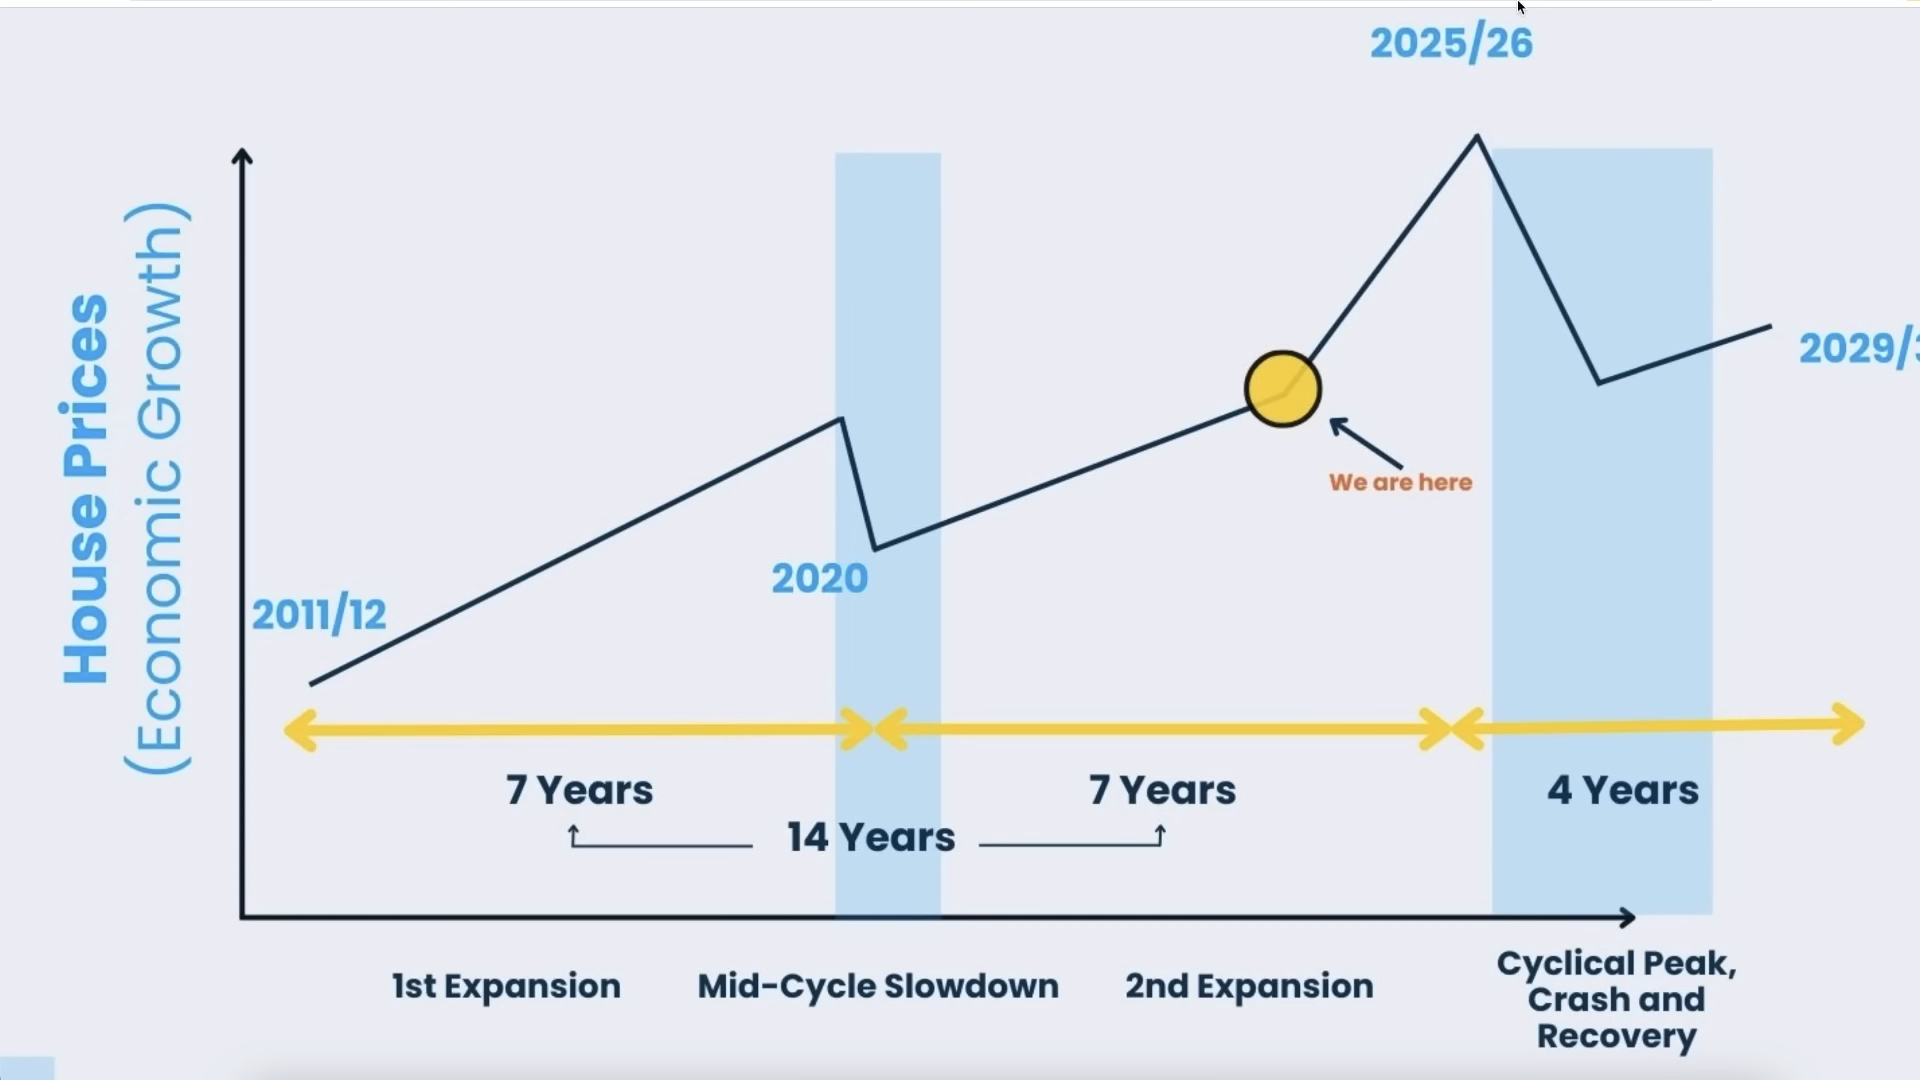 2025/26
House Prices
(Economic Growth)
2029/3
We are here
2020
2011/12
7 Years
7 Years
4 Years
14 Years
1st Expansion
Mid-Cycle Slowdown
2nd Expansion
Cyclical Peak,
Crash and
Recovery